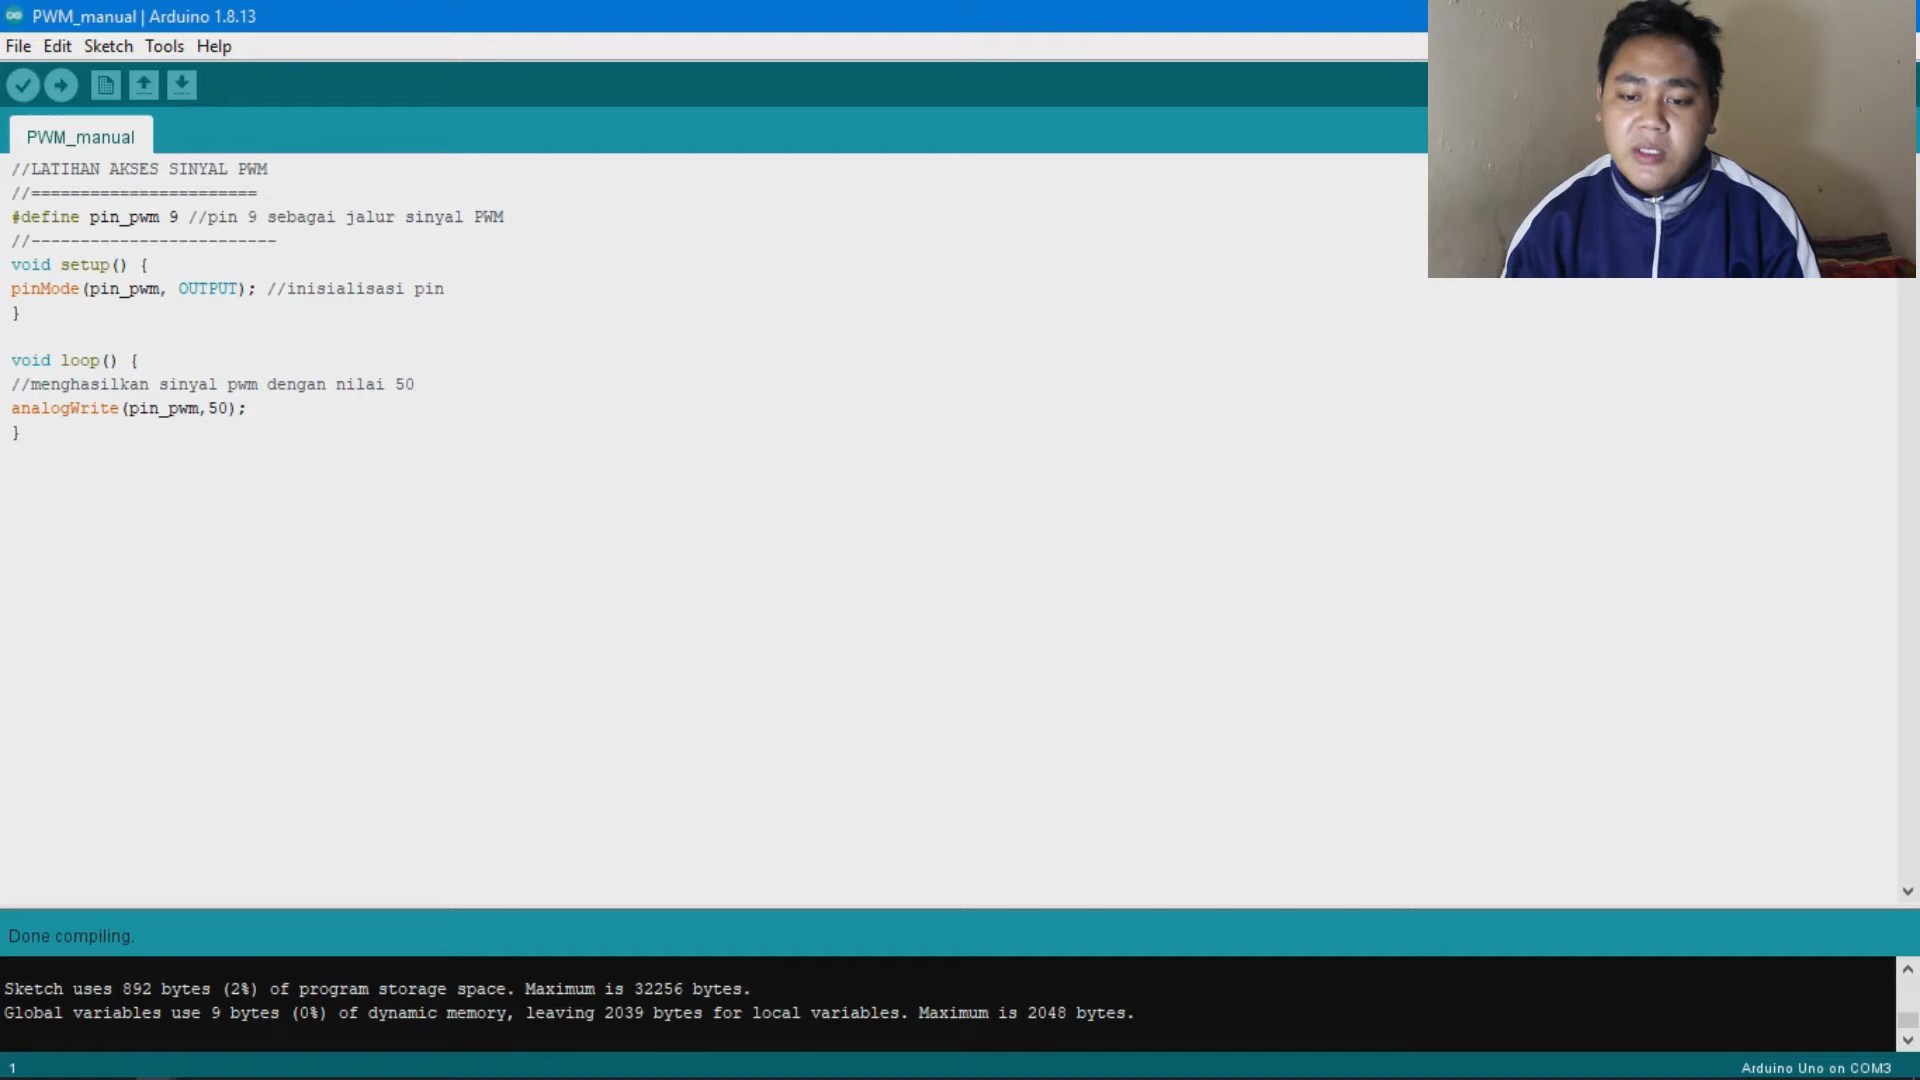 PWM_manual | Arduino 1.8.13
File Edit Sketch Tools Help
PWM_manual
//LATIHAN AKSES SINYAL PWM
//=======================
#define pin_pwm 9 //pin 9 sebagai jalur sinyal PWM
//-------------------------
void setup() {
pinMode(pin_pwm, OUTPUT); //inisialisasi pin
}
void loop() {
//menghasilkan sinyal pwm dengan nilai 50
analogWrite(pin_pwm,50);
}
Done compiling.
Sketch uses 892 bytes (2%) of program storage space. Maximum is 32256 bytes.
Global variables use 9 bytes (0%) of dynamic memory, leaving 2039 bytes for local variables. Maximum is 2048 bytes.
1
Arduino Uno on COM3